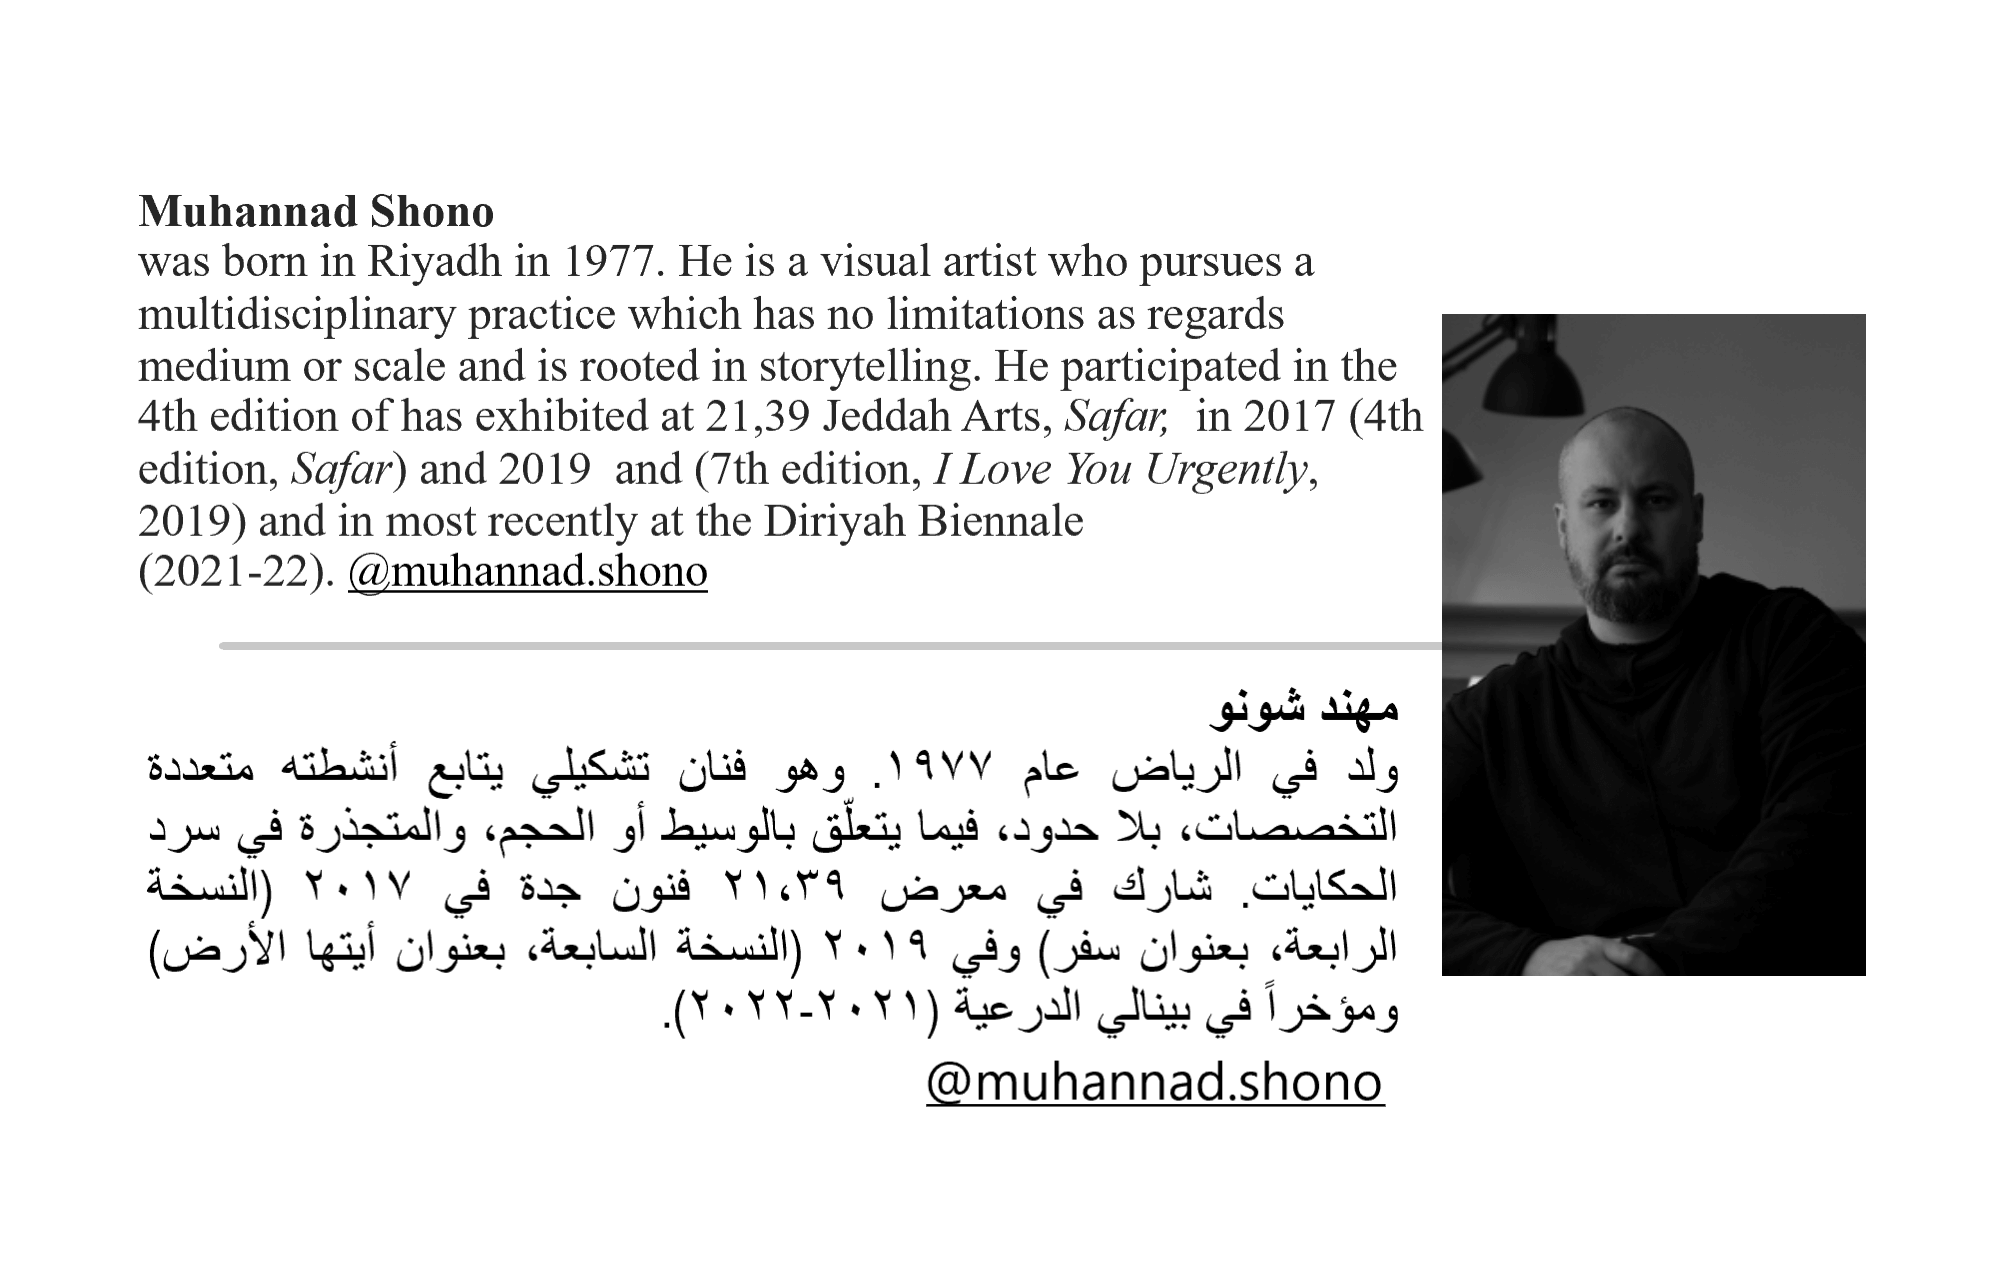 Muhannad Shono
was born in Riyadh in 1977. He is a visual artist who pursues a
multidisciplinary practice which has no limitations as regards
medium or scale and is rooted in storytelling. He participated in the
4th edition of has exhibited at 21,39 Jeddah Arts, Safar,  in 2017 (4th
edition, Safar) and 2019  and (7th edition, I Love You Urgently,
2019) and in most recently at the Diriyah Biennale
(2021-22). @muhannad.shono
مهند شونو
ولد في الرياض عام ١٩٧٧. وهو فنان تشكيلي يتابع أنشطته متعددة
التخصصات، بلا حدود، فيما يتعلّق بالوسيط أو الحجم، والمتجذرة في سرد
الحكايات. شارك في معرض ٢١،٣٩ فنون جدة في ٢٠١٧ (النسخة
الرابعة، بعنوان سفر) وفي ٢٠١٩ (النسخة السابعة، بعنوان أيتها الأرض)
ومؤخراً في بينالي الدرعية (٢٠٢١-٢٠٢٢).
@muhannad.shono